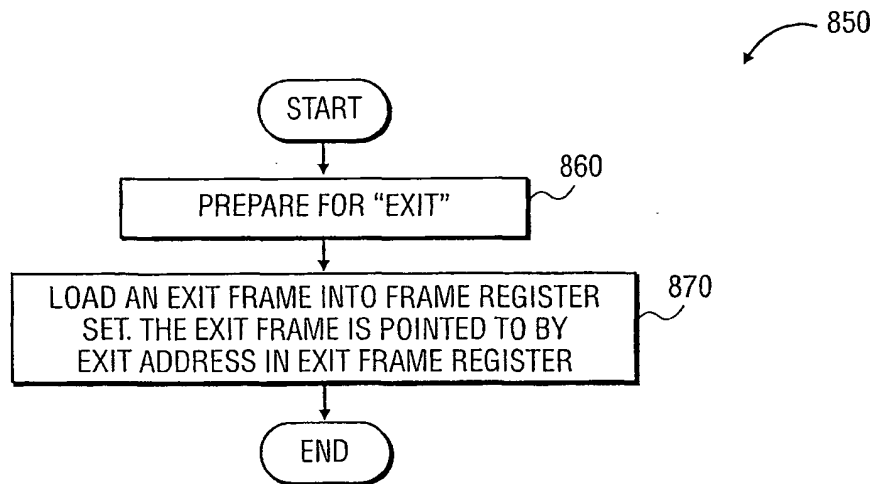 850
START
860
PREPARE FOR “EXIT”
870
LOAD AN EXIT FRAME INTO FRAME REGISTER
SET. THE EXIT FRAME IS POINTED TO BY
EXIT ADDRESS IN EXIT FRAME REGISTER
END